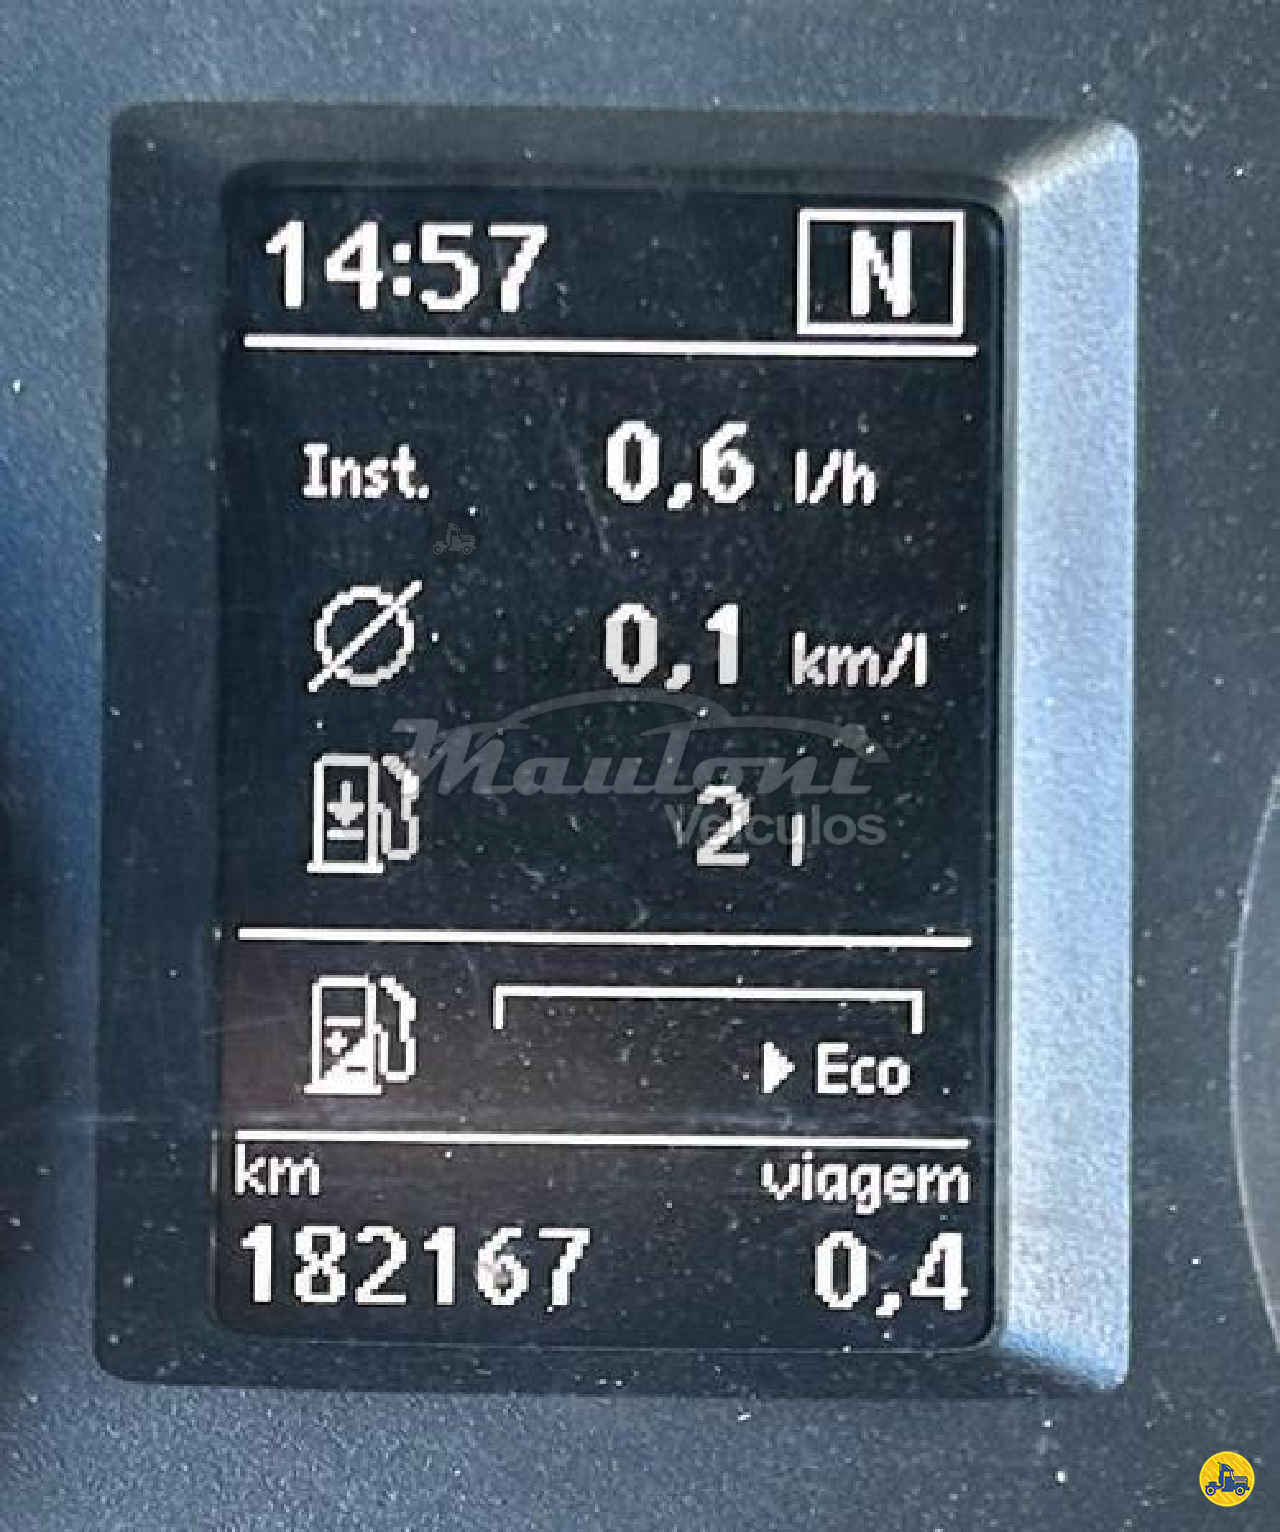 14:57 N
Inst. 0,6 l/h
0,1 km/l
2 l
Mauloni
Veículos
Eco
km viagem
182167 0,4